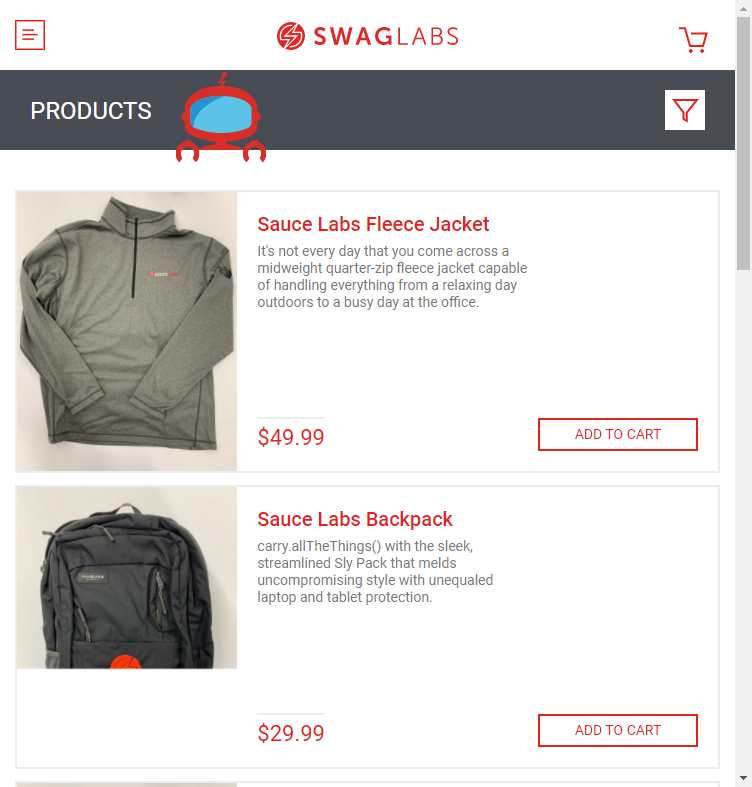 SWAGLABS
PRODUCTS
Sauce Labs Fleece Jacket
It's not every day that you come across a
midweight quarter-zip fleece jacket capable
of handling everything from a relaxing day
outdoors to a busy day at the office.
$49.99
ADD TO CART
Sauce Labs Backpack
carry.allTheThings() with the sleek,
streamlined Sly Pack that melds
uncompromising style with unequaled
laptop and tablet protection.
$29.99
ADD TO CART